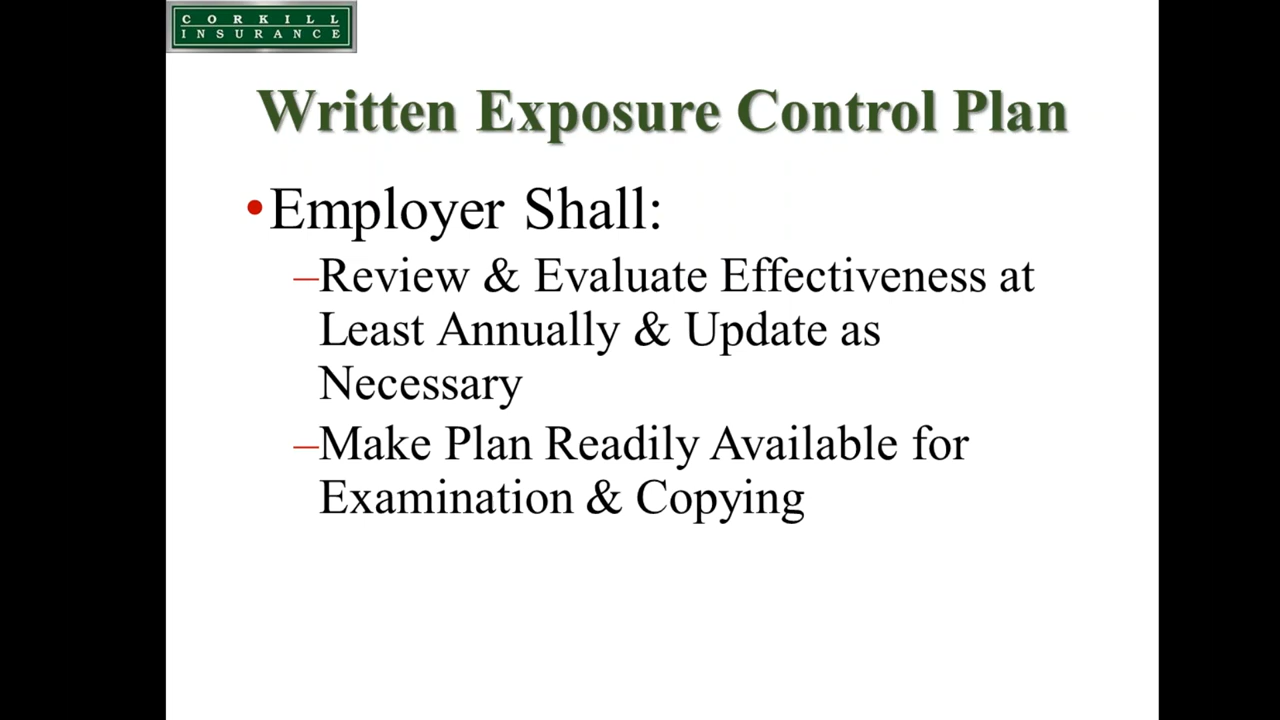 CORKILL
INSURANCE
Written Exposure Control Plan
•Employer Shall:
–Review & Evaluate Effectiveness at
Least Annually & Update as
Necessary
–Make Plan Readily Available for
Examination & Copying